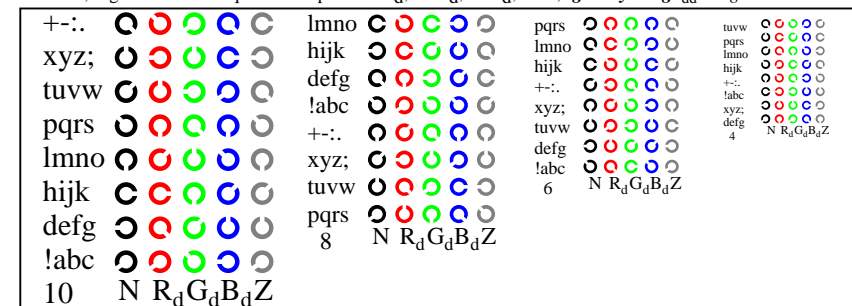 +-:.
xyz;
tuvw
pqrs
lmno
hijk
defg
!abc
10 N RdGdBdZ
lmno
hijk
defg
!abc
+-:.
xyz;
tuvw
pqrs
8 N RdGdBdZ
pqrs
lmno
hijk
+-:.
xyz;
tuvw
defg
!abc
6 N RdGdBdZ
tuvw
pqrs
lmno
hijk
+-:.
!abc
xyz;
defg
4 N RdGdBdZ